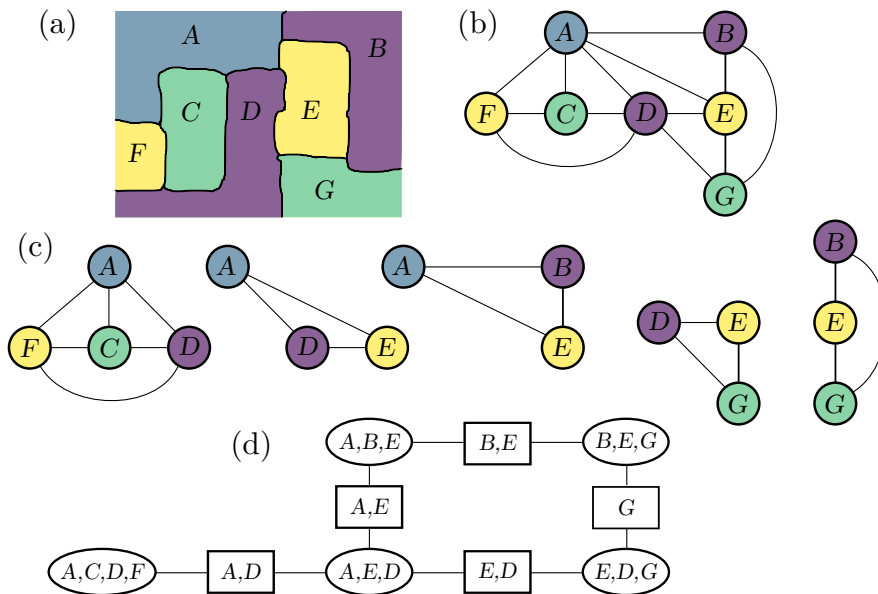 (a)
A
B
C
D
E
F
G
(b)
A
B
F
C
D
E
G
(c)
A
F
C
D
A
D
E
A
B
E
D
E
G
B
E
G
(d)
A,B,E
B,E
B,E,G
A,E
G
A,C,D,F
A,D
A,E,D
E,D
E,D,G